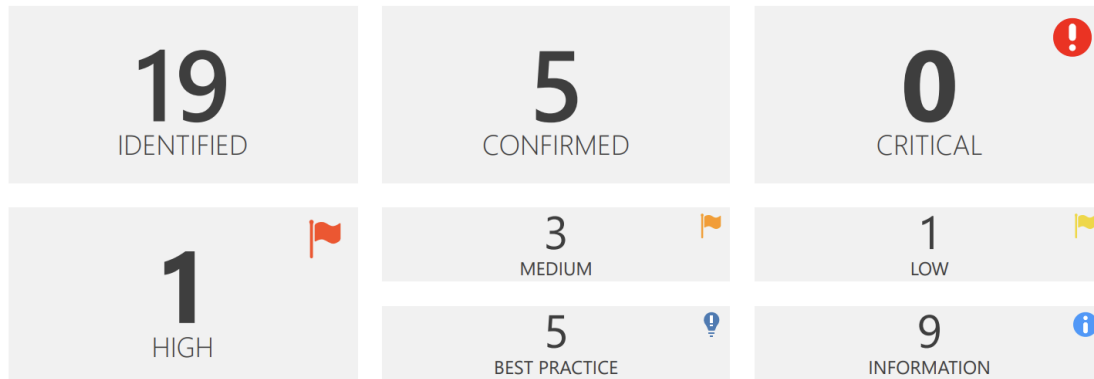 19
IDENTIFIED
5
CONFIRMED
0
CRITICAL
1
HIGH
3
MEDIUM
1
LOW
5
BEST PRACTICE
9
INFORMATION